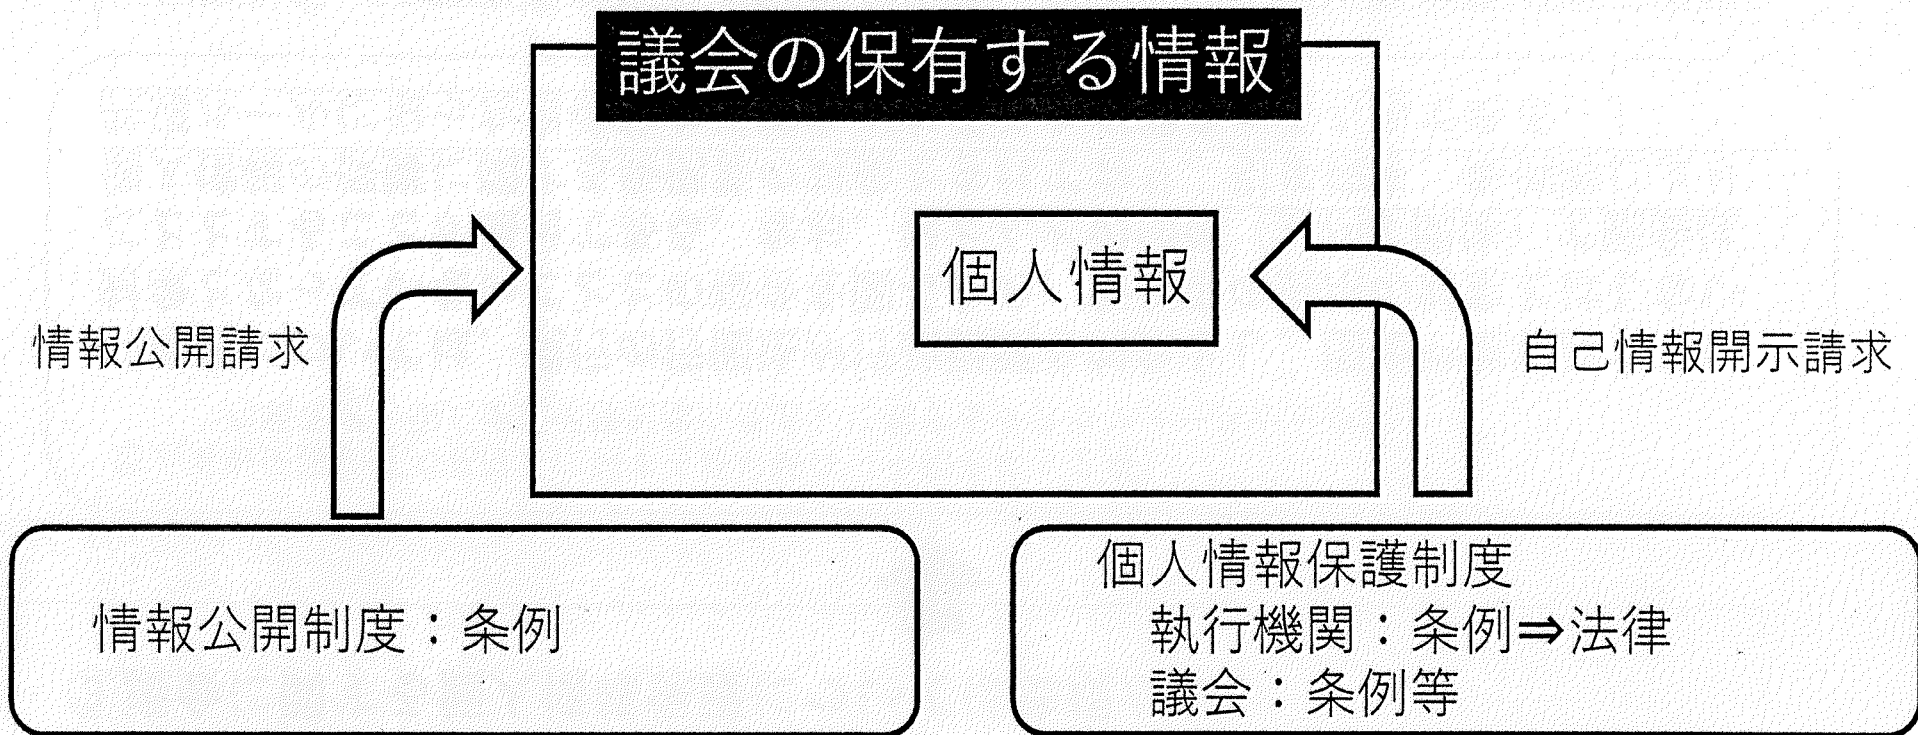 議会の保有する情報
個人情報
情報公開請求
自己情報開示請求
情報公開制度：条例
個人情報保護制度
執行機関：条例⇒法律
議会：条例等